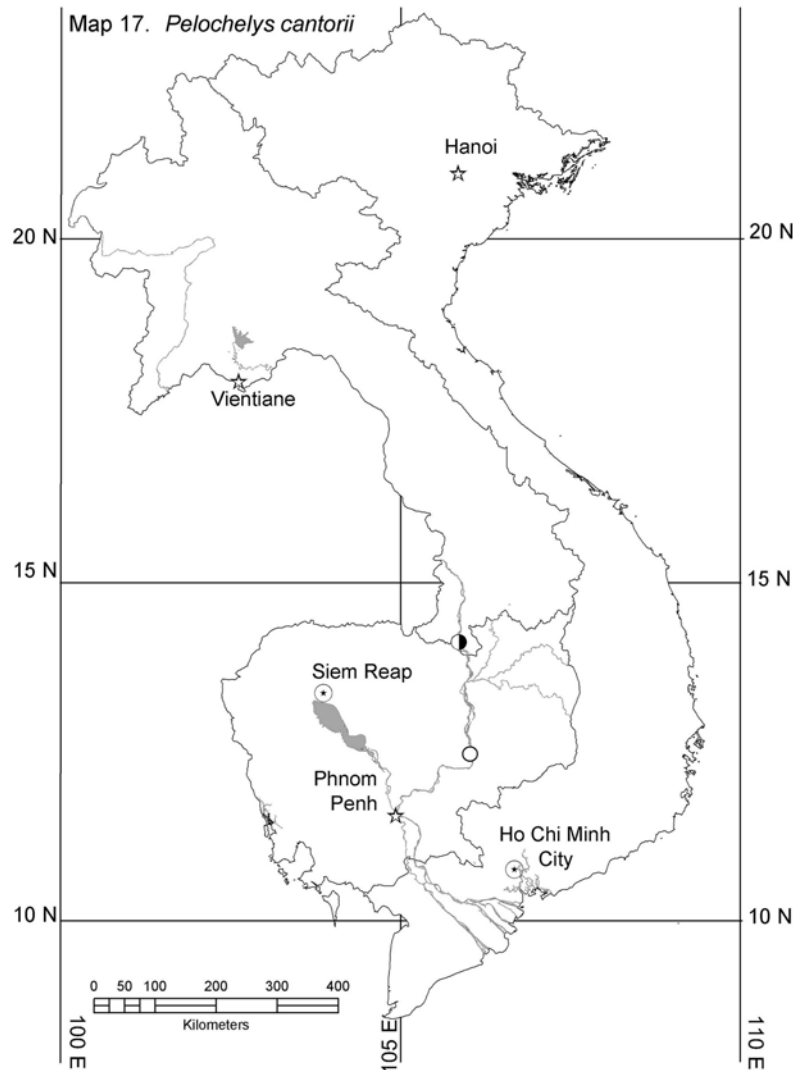 Map 17. Pelochelys cantorii
Hanoi
20 N
20 N
Vientiane
15 N
15 N
Siem Reap
Phnom
Penh
Ho Chi Minh
City
10 N
10 N
0 50 100 200 300 400
Kilometers
100 E
105 E
110 E